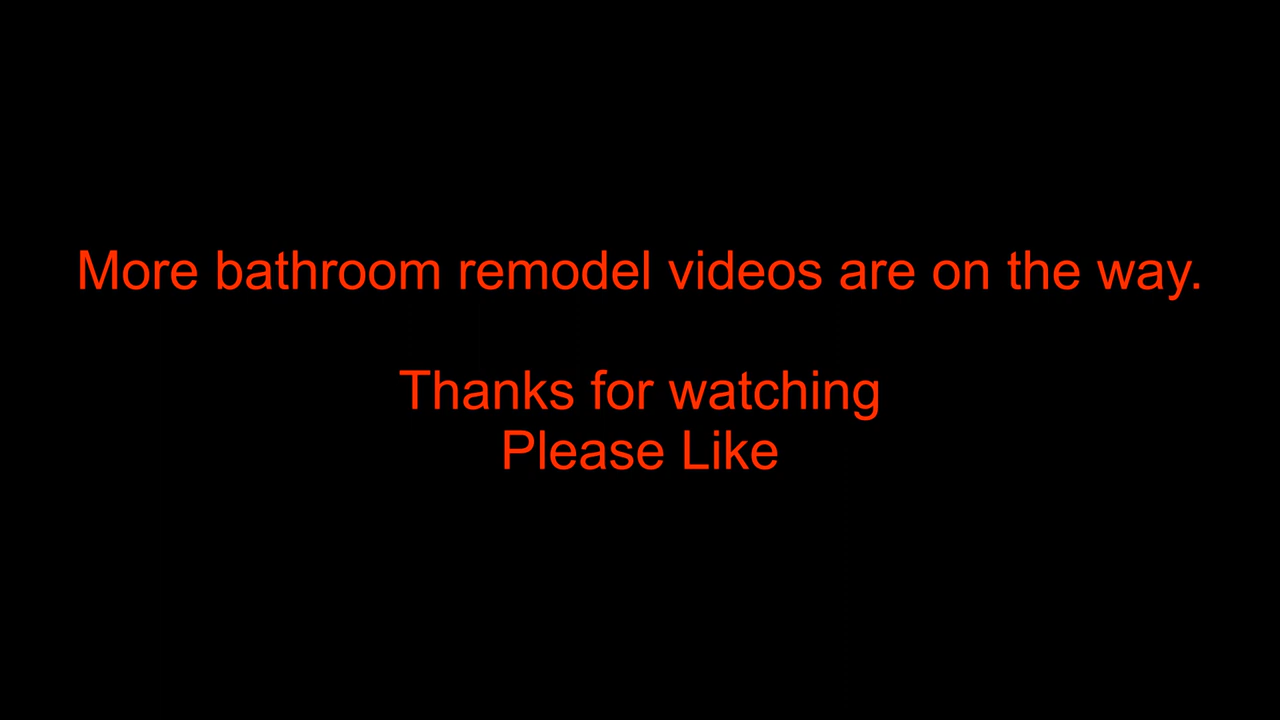 More bathroom remodel videos are on the way.
Thanks for watching
Please Like